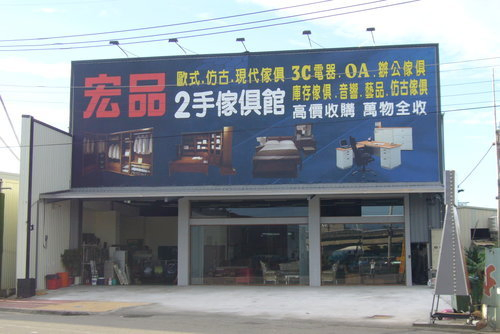 宏品
歐式.仿古.現代傢俱
2手傢俱館
3C電器.OA.辦公傢俱
庫存傢俱.音響.藝品.仿古傢俱
高價收購 萬物全收